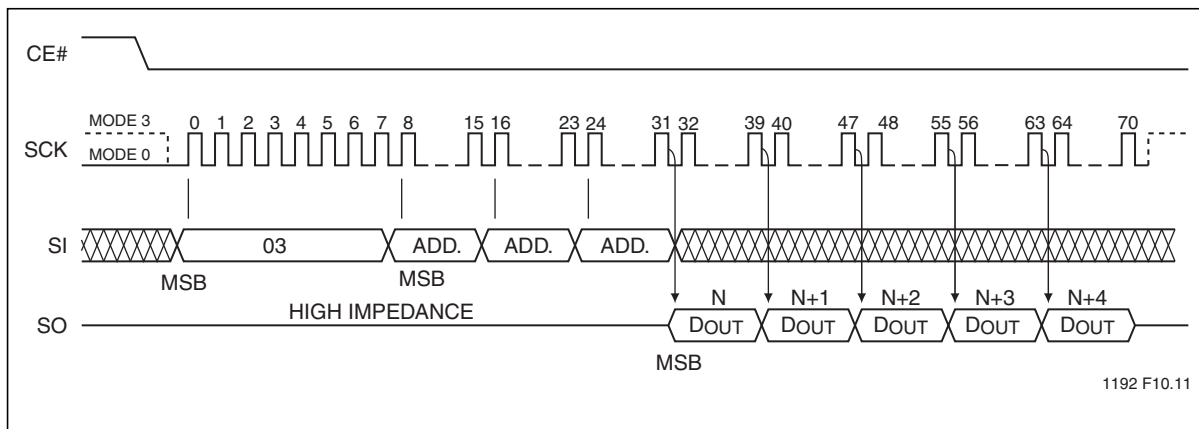 CE#
MODE 3
0 1 2 3 4 5 6 7 8 15 16 23 24 31 32 39 40 47 48 55 56 63 64 70
SCK
MODE 0
SI
03
ADD.
ADD.
ADD.
MSB
MSB
N
N+1
N+2
N+3
N+4
HIGH IMPEDANCE
SO
DOUT
DOUT
DOUT
DOUT
DOUT
MSB
1192 F10.11